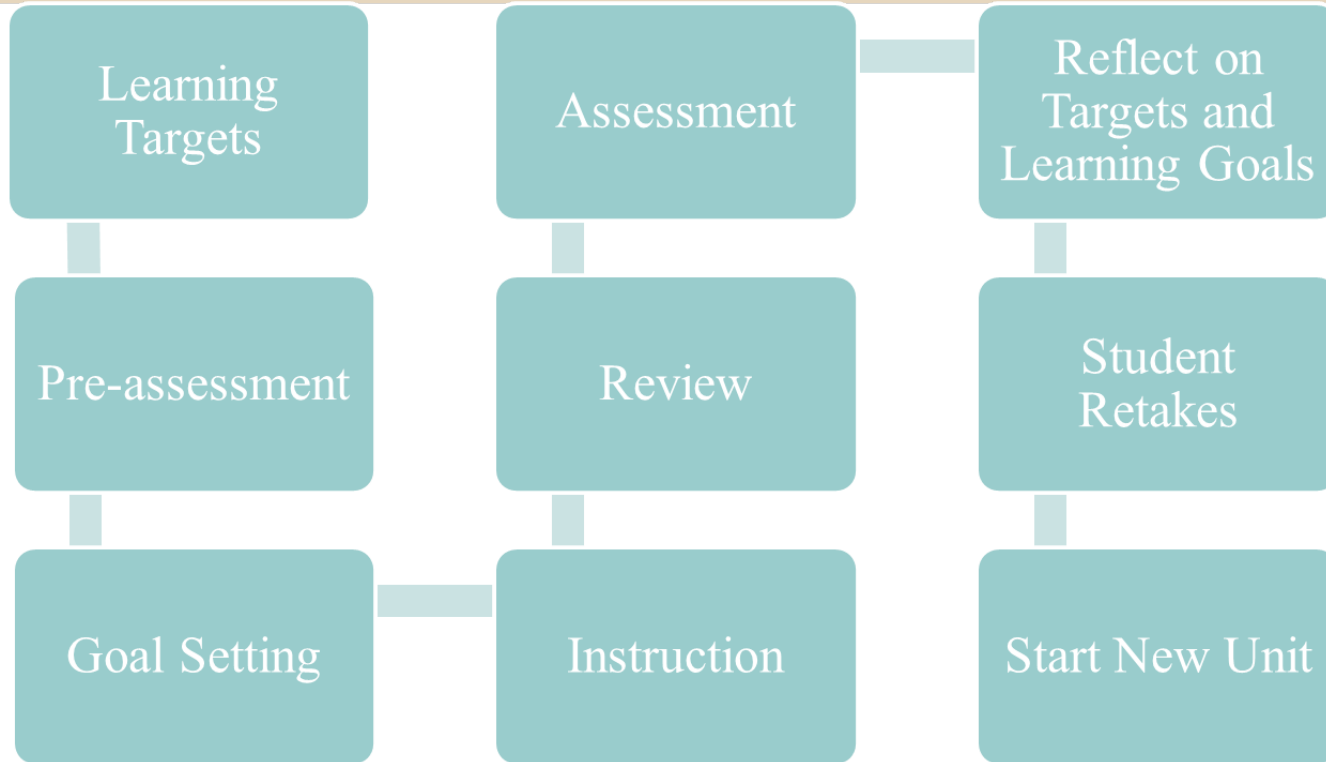 Learning
Targets
Pre-assessment
Goal Setting
Instruction
Review
Assessment
Reflect on
Targets and
Learning Goals
Student
Retakes
Start New Unit